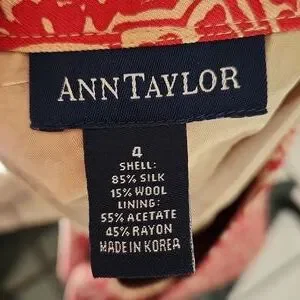 ANNTAYLOR
4
SHELL:
85% SILK
15% WOOL
LINING:
55% ACETATE
45% RAYON
MADE IN KOREA